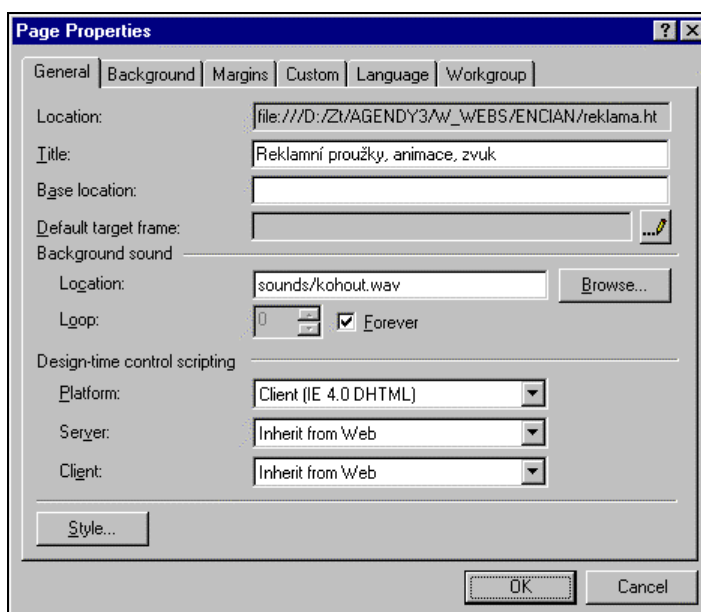 Page Properties
General Background Margins Custom Language Workgroup
Location: file:///D:/Zt/AGENDY3/W_WEBS/ENCIAN/reklama.ht
Title: Reklamní proužky, animace, zvuk
Base location:
Default target frame:
Background sound
Location: sounds/kohout.wav Browse...
Loop: 0 Forever
Design-time control scripting
Platform: Client (IE 4.0 DHTML)
Server: Inherit from Web
Client: Inherit from Web
Style...
OK Cancel